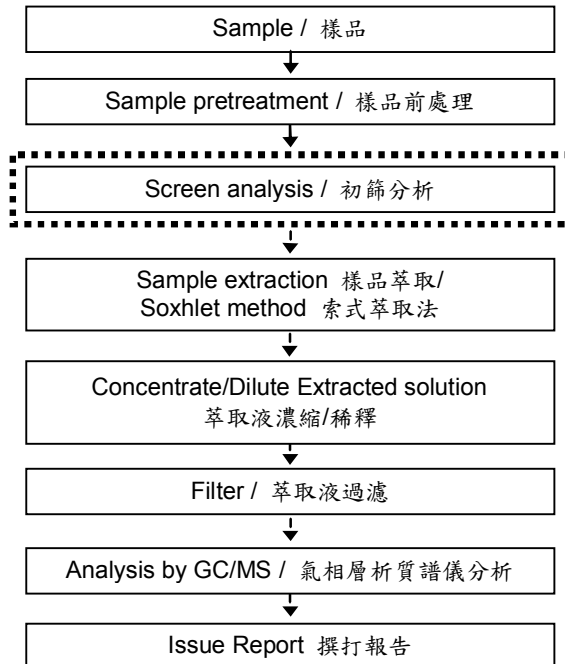 Sample / 樣品
Sample pretreatment / 樣品前處理
Screen analysis / 初篩分析
Sample extraction 樣品萃取/
Soxhlet method 索式萃取法
Concentrate/Dilute Extracted solution
萃取液濃縮/稀釋
Filter / 萃取液過濾
Analysis by GC/MS / 氣相層析質譜儀分析
Issue Report 撰打報告